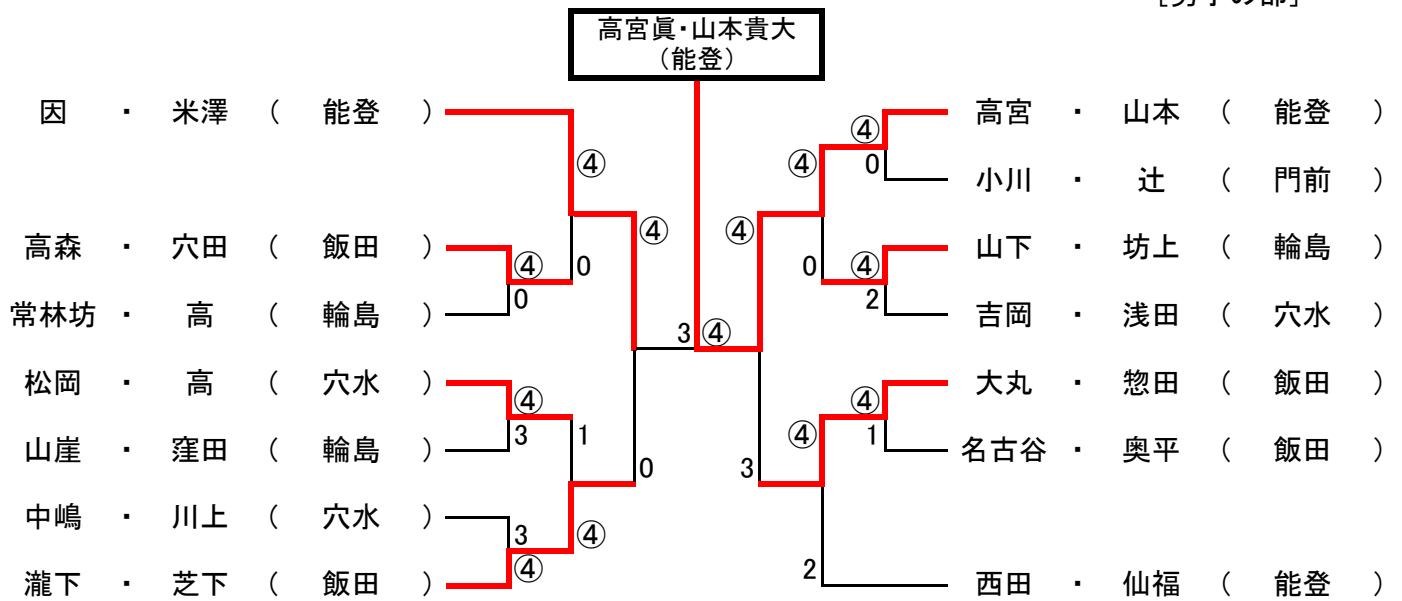 高宮眞・山本貴大
（能登）
因 ・ 米澤 （ 能登 ）
高森 ・ 穴田 （ 飯田 ）
常林坊 ・ 高 （ 輪島 ）
松岡 ・ 高 （ 穴水 ）
山崖 ・ 窪田 （ 輪島 ）
中嶋 ・ 川上 （ 穴水 ）
瀧下 ・ 芝下 （ 飯田 ）
④
④
0
④
0
④
3
1
0
3
④
④
3
④
④
④
④
0
0
④
2
④
④
1
3
2
高宮 ・ 山本 （ 能登 ）
小川 ・ 辻 （ 門前 ）
山下 ・ 坊上 （ 輪島 ）
吉岡 ・ 浅田 （ 穴水 ）
大丸 ・ 惣田 （ 飯田 ）
名古谷 ・ 奥平 （ 飯田 ）
西田 ・ 仙福 （ 能登 ）